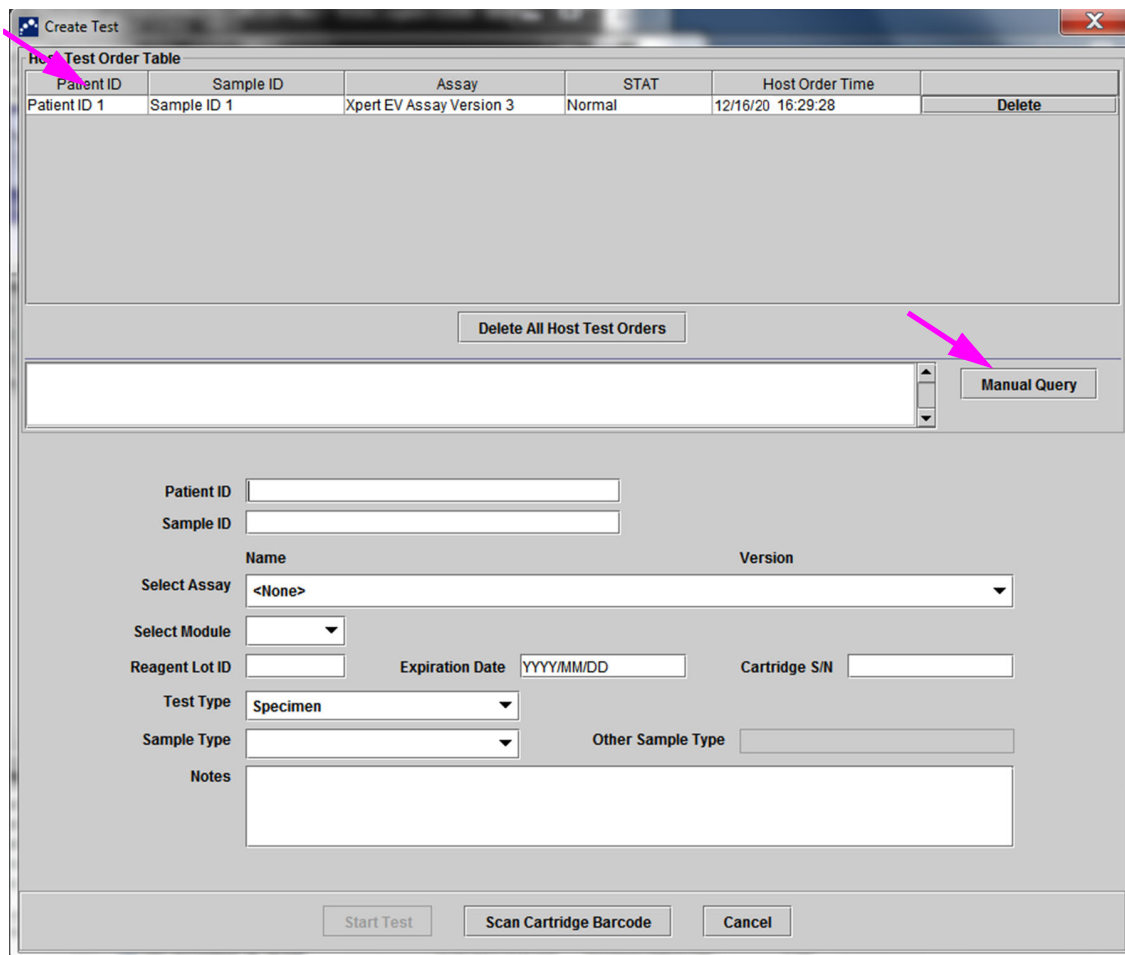 Create Test
Host Test Order Table
Patient ID Sample ID Assay STAT Host Order Time
Patient ID 1 Sample ID 1 Xpert EV Assay Version 3 Normal 12/16/20 16:29:28 Delete
Delete All Host Test Orders
Manual Query
Patient ID
Sample ID
Name Version
Select Assay <None>
Select Module
Reagent Lot ID Expiration Date YYYY/MM/DD Cartridge S/N
Test Type Specimen
Sample Type Other Sample Type
Notes
Start Test Scan Cartridge Barcode Cancel